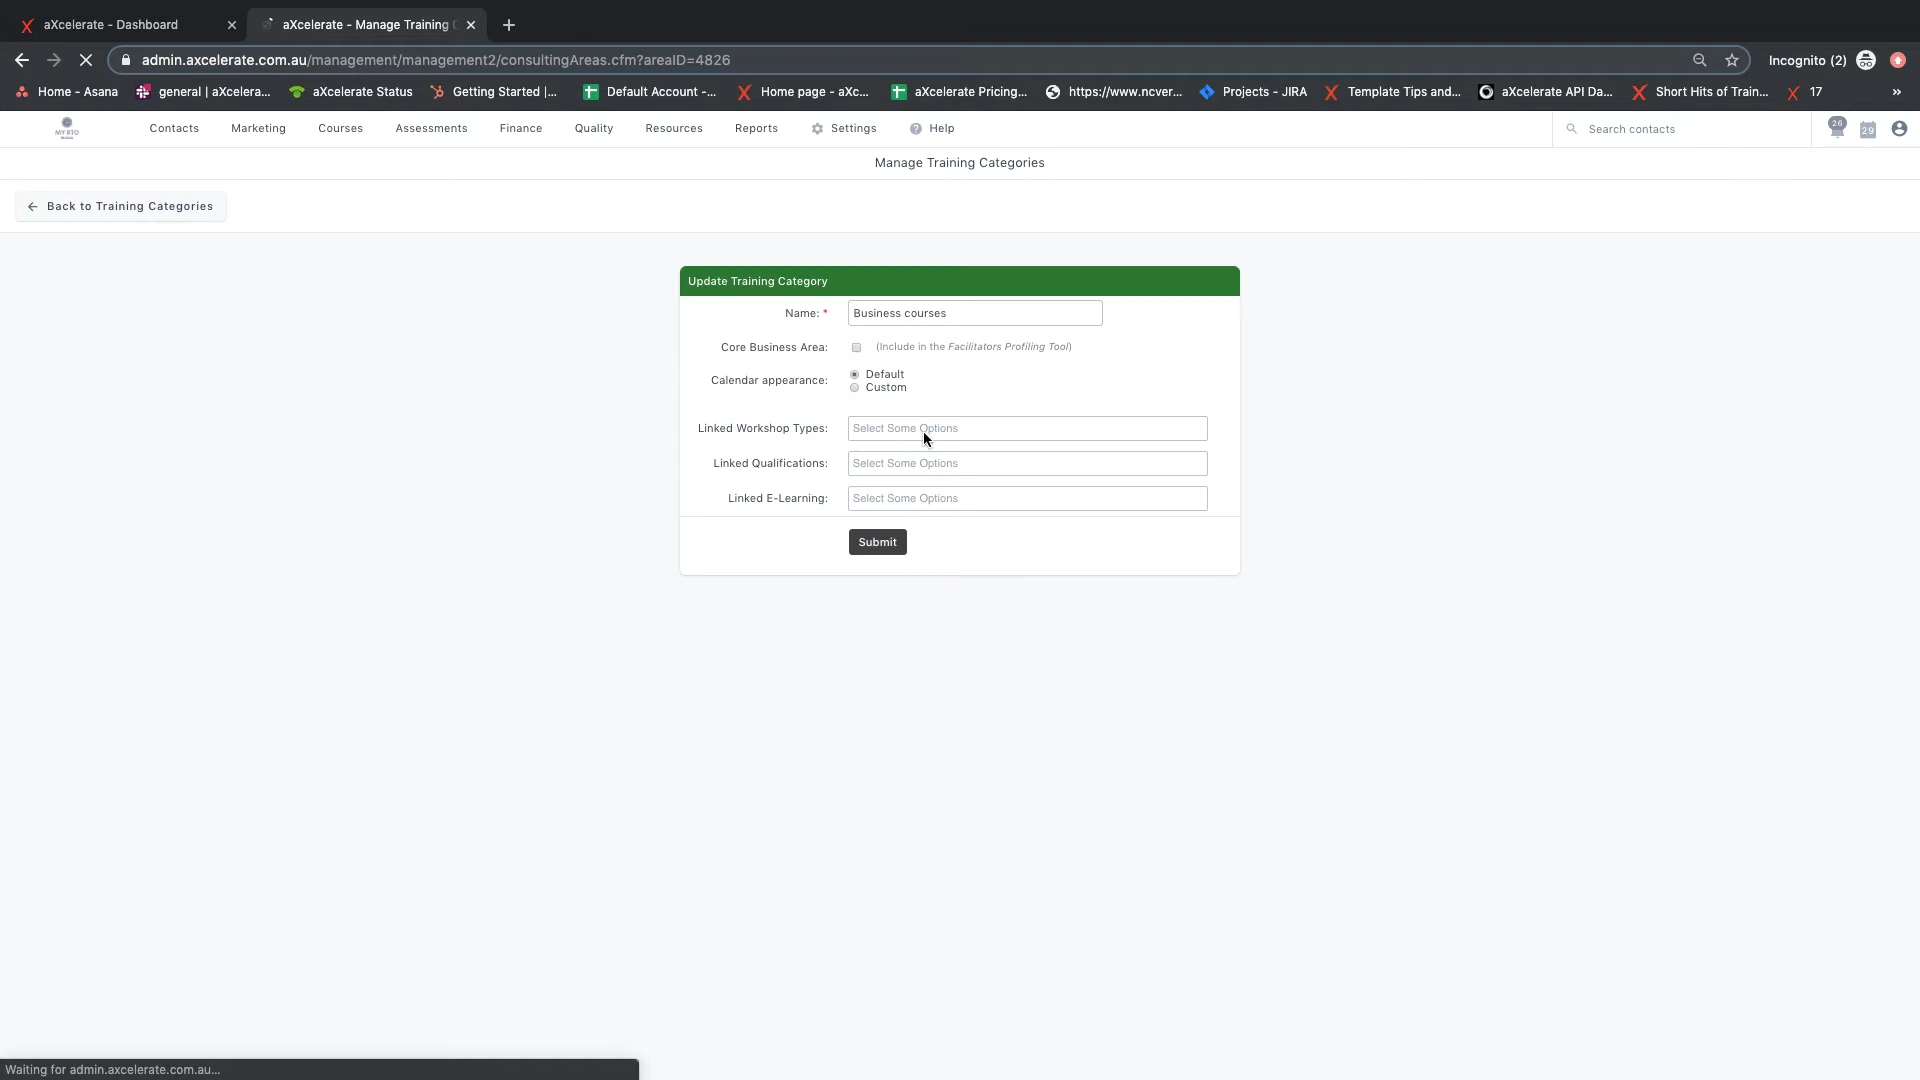 aXcelerate - Dashboard
aXcelerate - Manage Training
admin.axcelerate.com.au/management/management2/consultingAreas.cfm?areaID=4826
Incognito (2)
Home - Asana
general | aXcelera...
aXcelerate Status
Getting Started |...
Default Account -...
Home page - aXc...
aXcelerate Pricing...
https://www.ncver...
Projects - JIRA
Template Tips and...
aXcelerate API Da...
Short Hits of Train...
17
»
MY RTO
Contacts
Marketing
Courses
Assessments
Finance
Quality
Resources
Reports
Settings
Help
Search contacts
26
29
Manage Training Categories
Back to Training Categories
Update Training Category
Name: *
Business courses
Core Business Area:
(Include in the Facilitators Profiling Tool)
Calendar appearance:
Default
Custom
Linked Workshop Types:
Select Some Options
Linked Qualifications:
Select Some Options
Linked E-Learning:
Select Some Options
Submit
Waiting for admin.axcelerate.com.au...